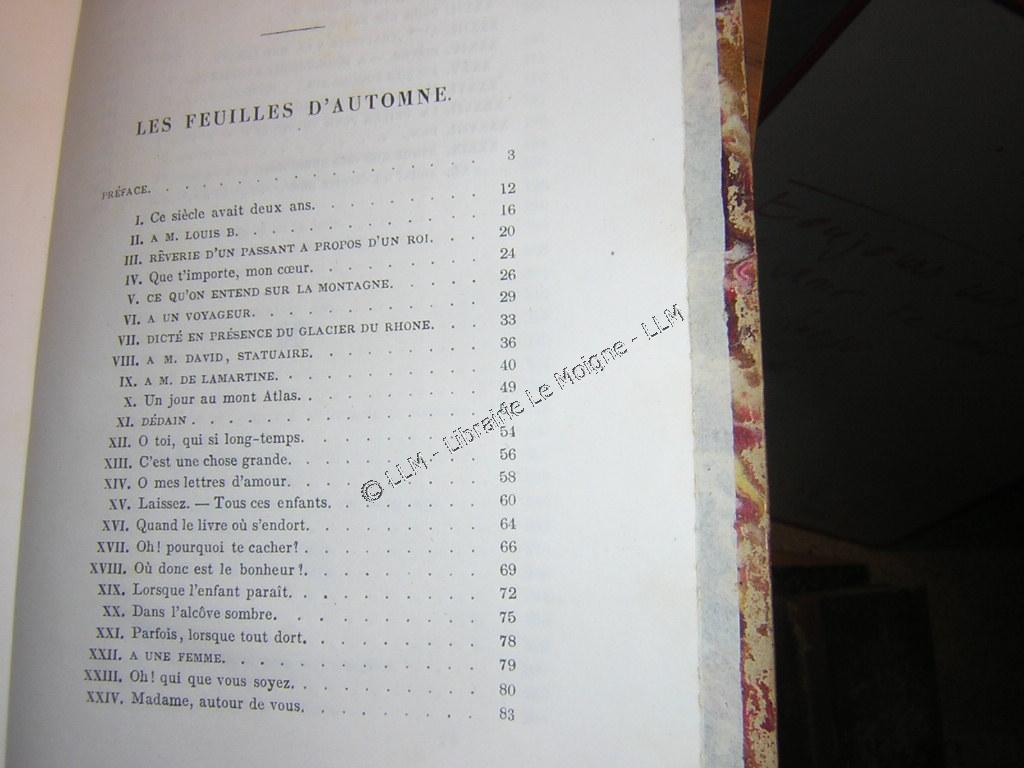 LES FEUILLES D'AUTOMNE.
PRÉFACE. . . . . . . . . . . . . 3
I. Ce siècle avait deux ans. . . . . . . . 12
II. A M. LOUIS B. . . . . . . . . . . 16
III. RÊVERIE D'UN PASSANT A PROPOS D'UN ROI. . . 20
IV. Que t'importe, mon cœur. . . . . . . . 24
V. CE QU'ON ENTEND SUR LA MONTAGNE. . . . . 26
VI. A UN VOYAGEUR. . . . . . . . . . 29
VII. DICTÉ EN PRÉSENCE DU GLACIER DU RHONE. . . 33
VIII. A M. DAVID, STATUAIRE. . . . . . . . 36
IX. A M. DE LAMARTINE. . . . . . . . . 40
X. Un jour au mont Atlas. . . . . . . . . 49
XI. DÉDAIN . . . . . . . . . . .
XII. O toi, qui si long-temps. . . . . . . . 54
XIII. C'est une chose grande. . . . . . . . 56
XIV. O mes lettres d'amour. . . . . . . . 58
XV. Laissez. — Tous ces enfants. . . . . . . 60
XVI. Quand le livre où s'endort. . . . . . . 64
XVII. Oh! pourquoi te cacher? . . . . . . . 66
XVIII. Où donc est le bonheur?. . . . . . . . 69
XIX. Lorsque l'enfant paraît. . . . . . . . 72
XX. Dans l'alcôve sombre. . . . . . . . . 75
XXI. Parfois, lorsque tout dort. . . . . . . 78
XXII. A UNE FEMME. . . . . . . . . . . 79
XXIII. Oh! qui que vous soyez. . . . . . . . 80
XXIV. Madame, autour de vous. . . . . . . . 83
© LLM - Librairie Le Moigne - LLM